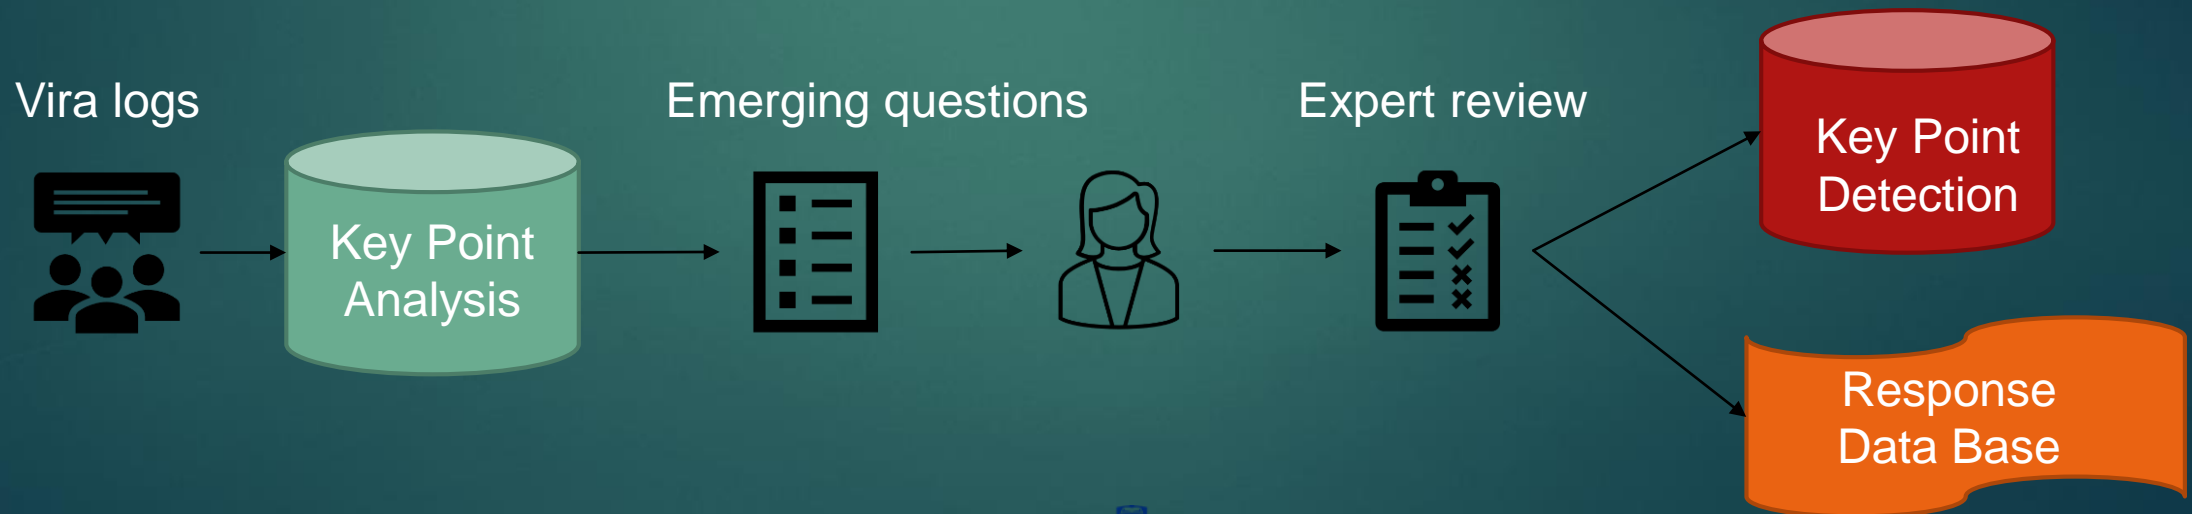 Vira logs
Key Point
Analysis
Emerging questions
Expert review
Key Point
Detection
Response
Data Base